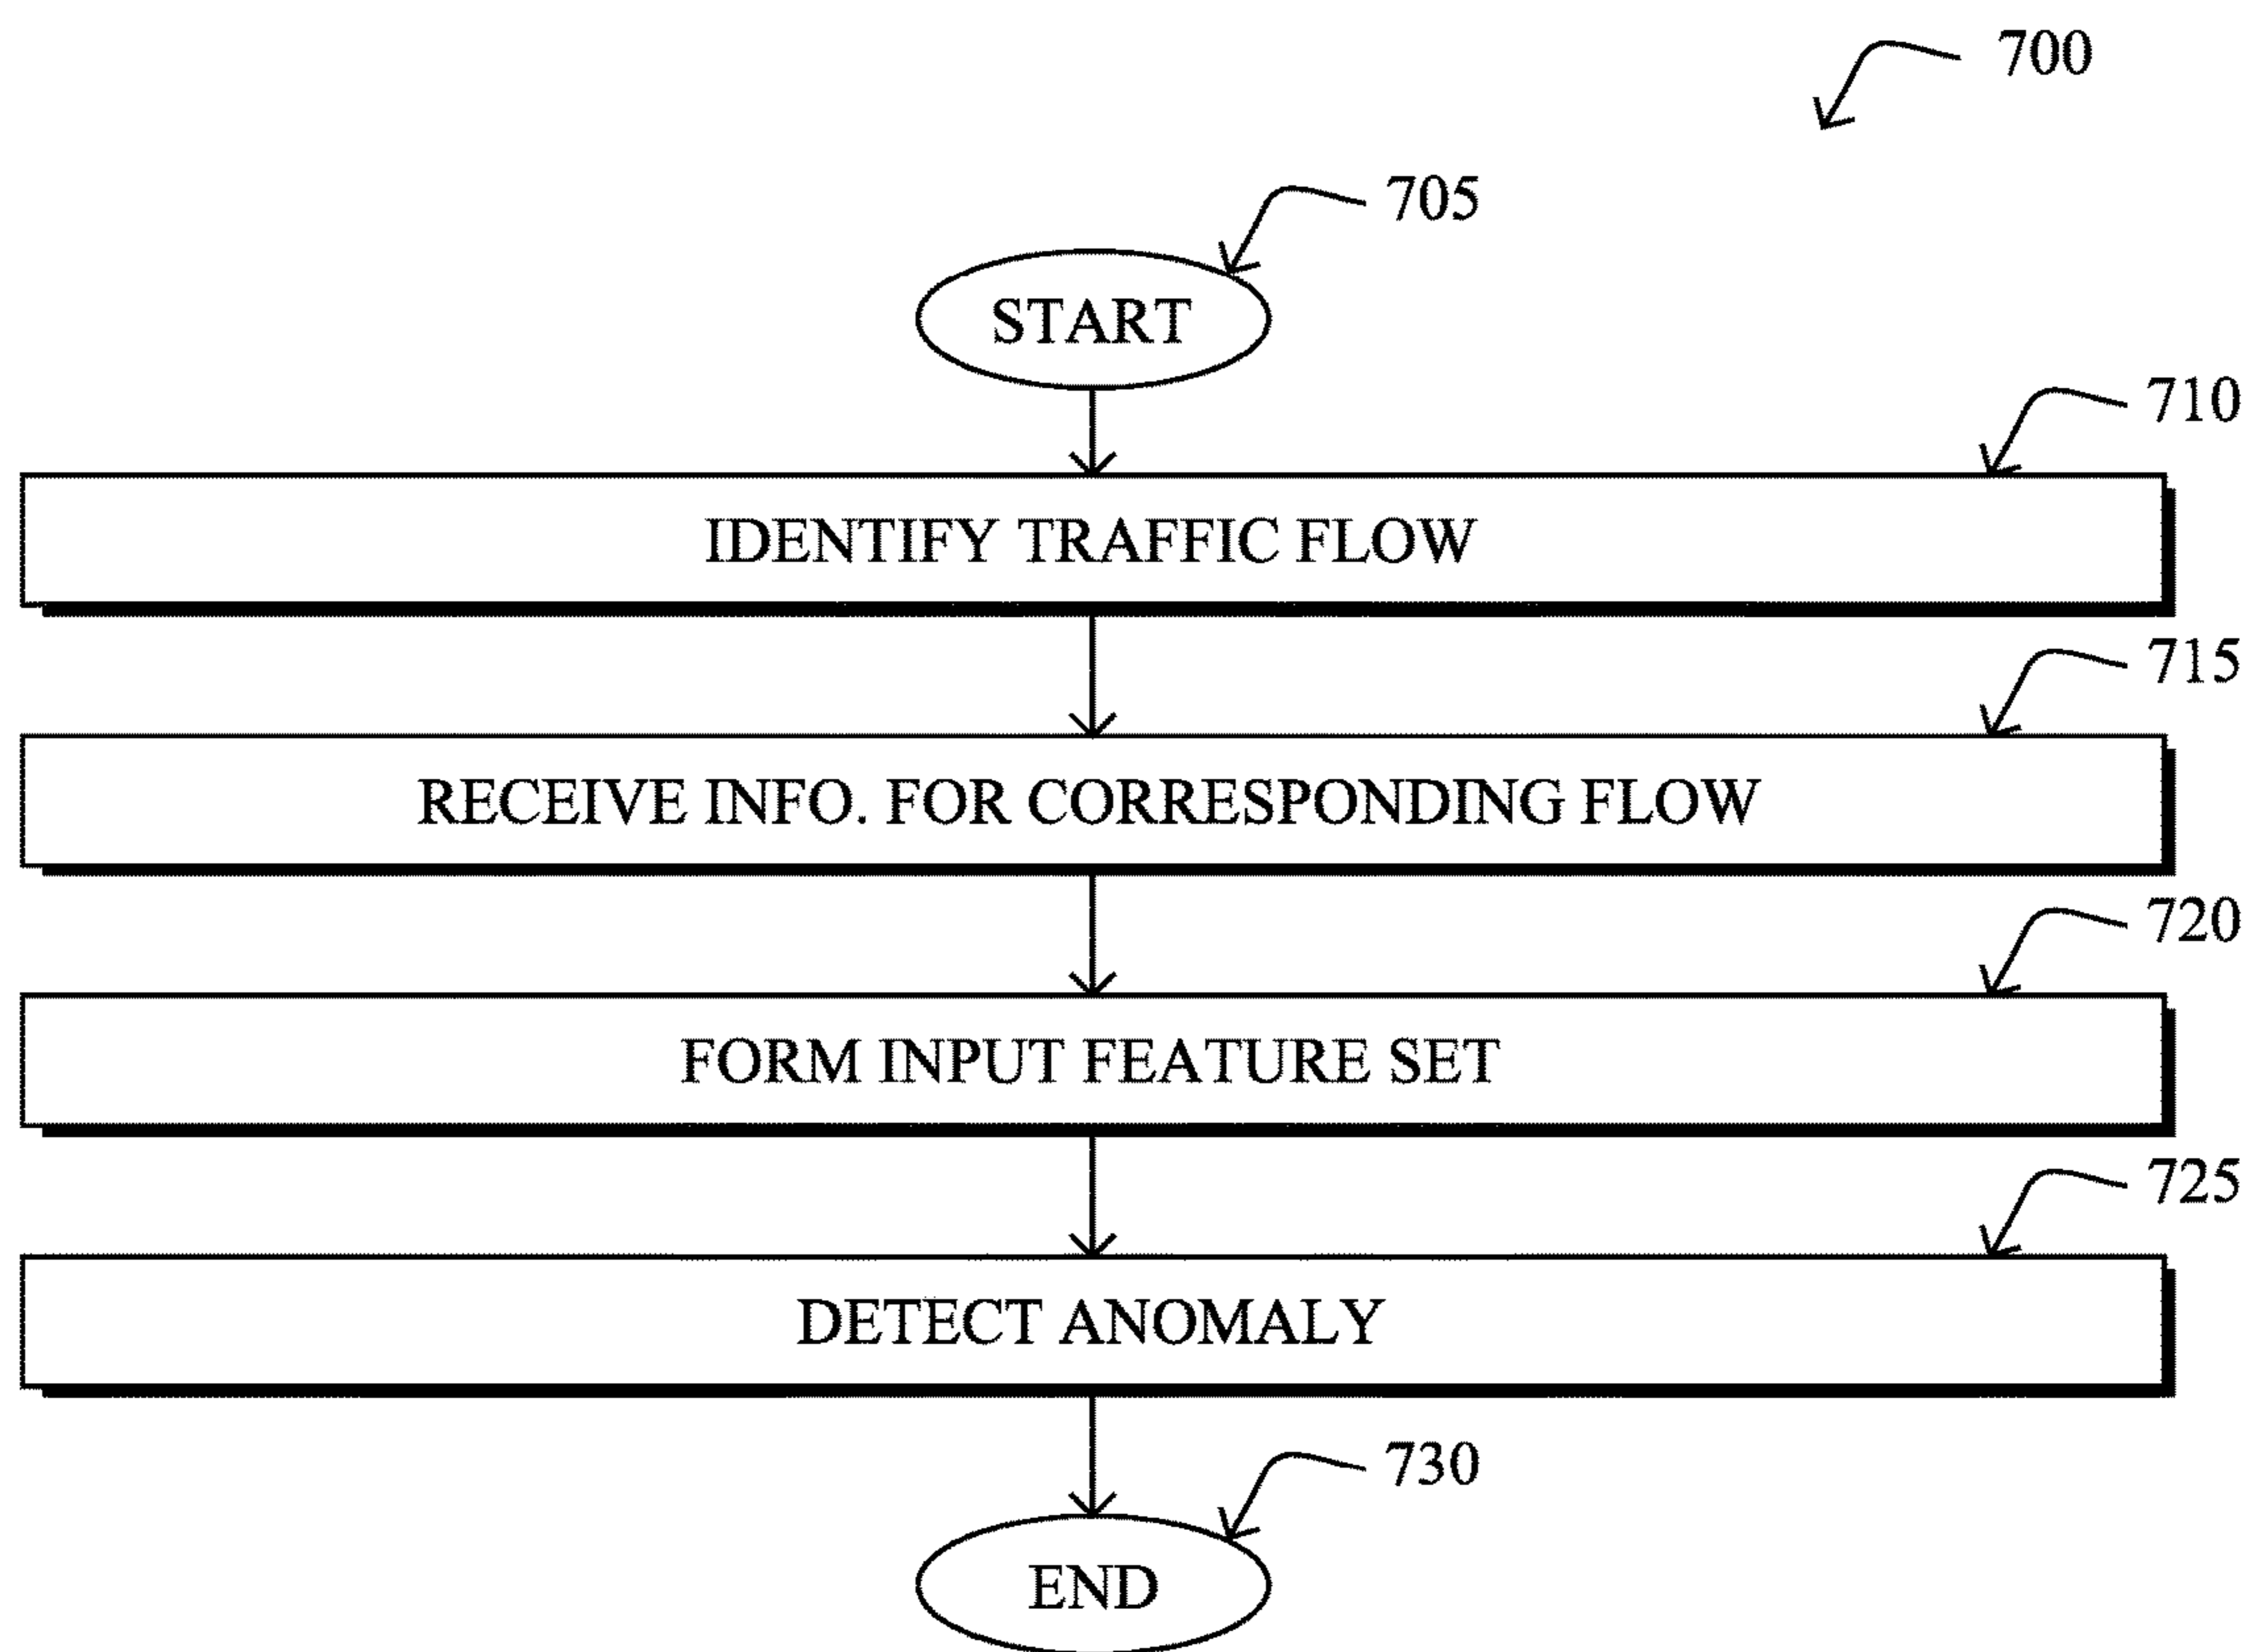 700
705
START
710
IDENTIFY TRAFFIC FLOW
715
RECEIVE INFO. FOR CORRESPONDING FLOW
720
FORM INPUT FEATURE SET
725
DETECT ANOMALY
730
END